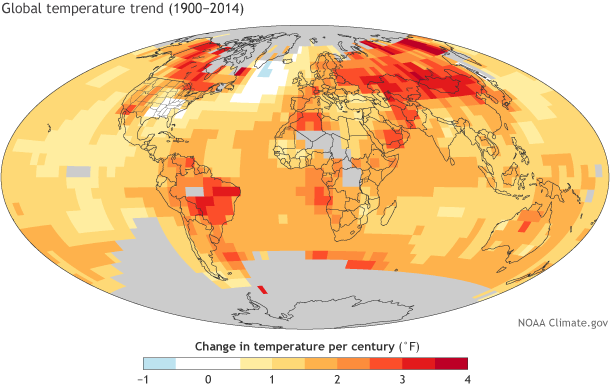 Global temperature trend (1900–2014)
NOAA Climate.gov
Change in temperature per century (°F)
−1 0 1 2 3 4